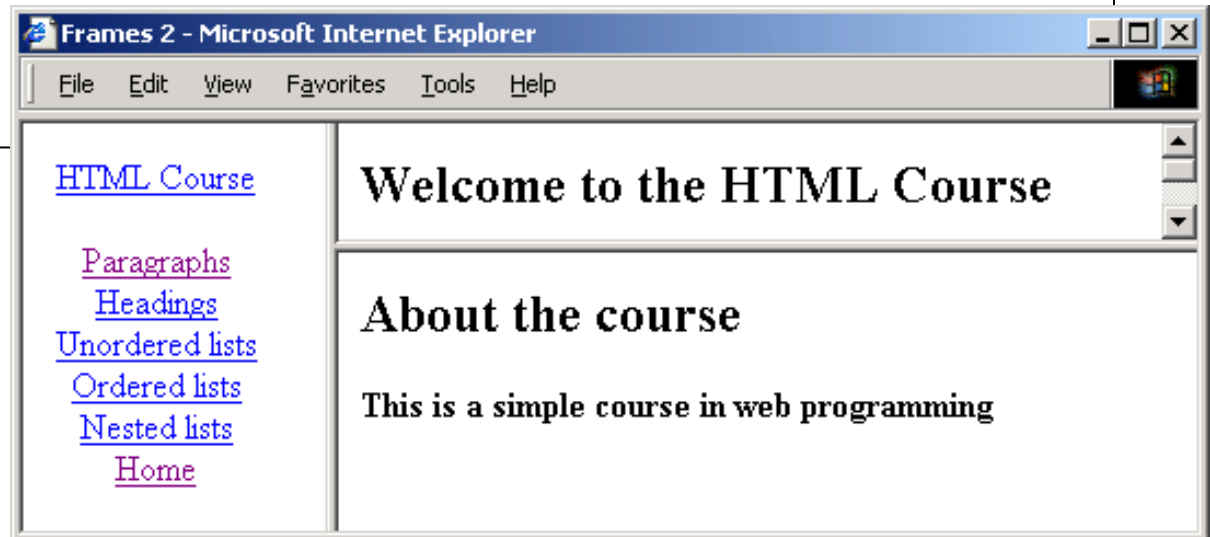 Frames 2 - Microsoft Internet Explorer
File Edit View Favorites Tools Help
HTML Course
Paragraphs
Headings
Unordered lists
Ordered lists
Nested lists
Home
Welcome to the HTML Course
About the course
This is a simple course in web programming